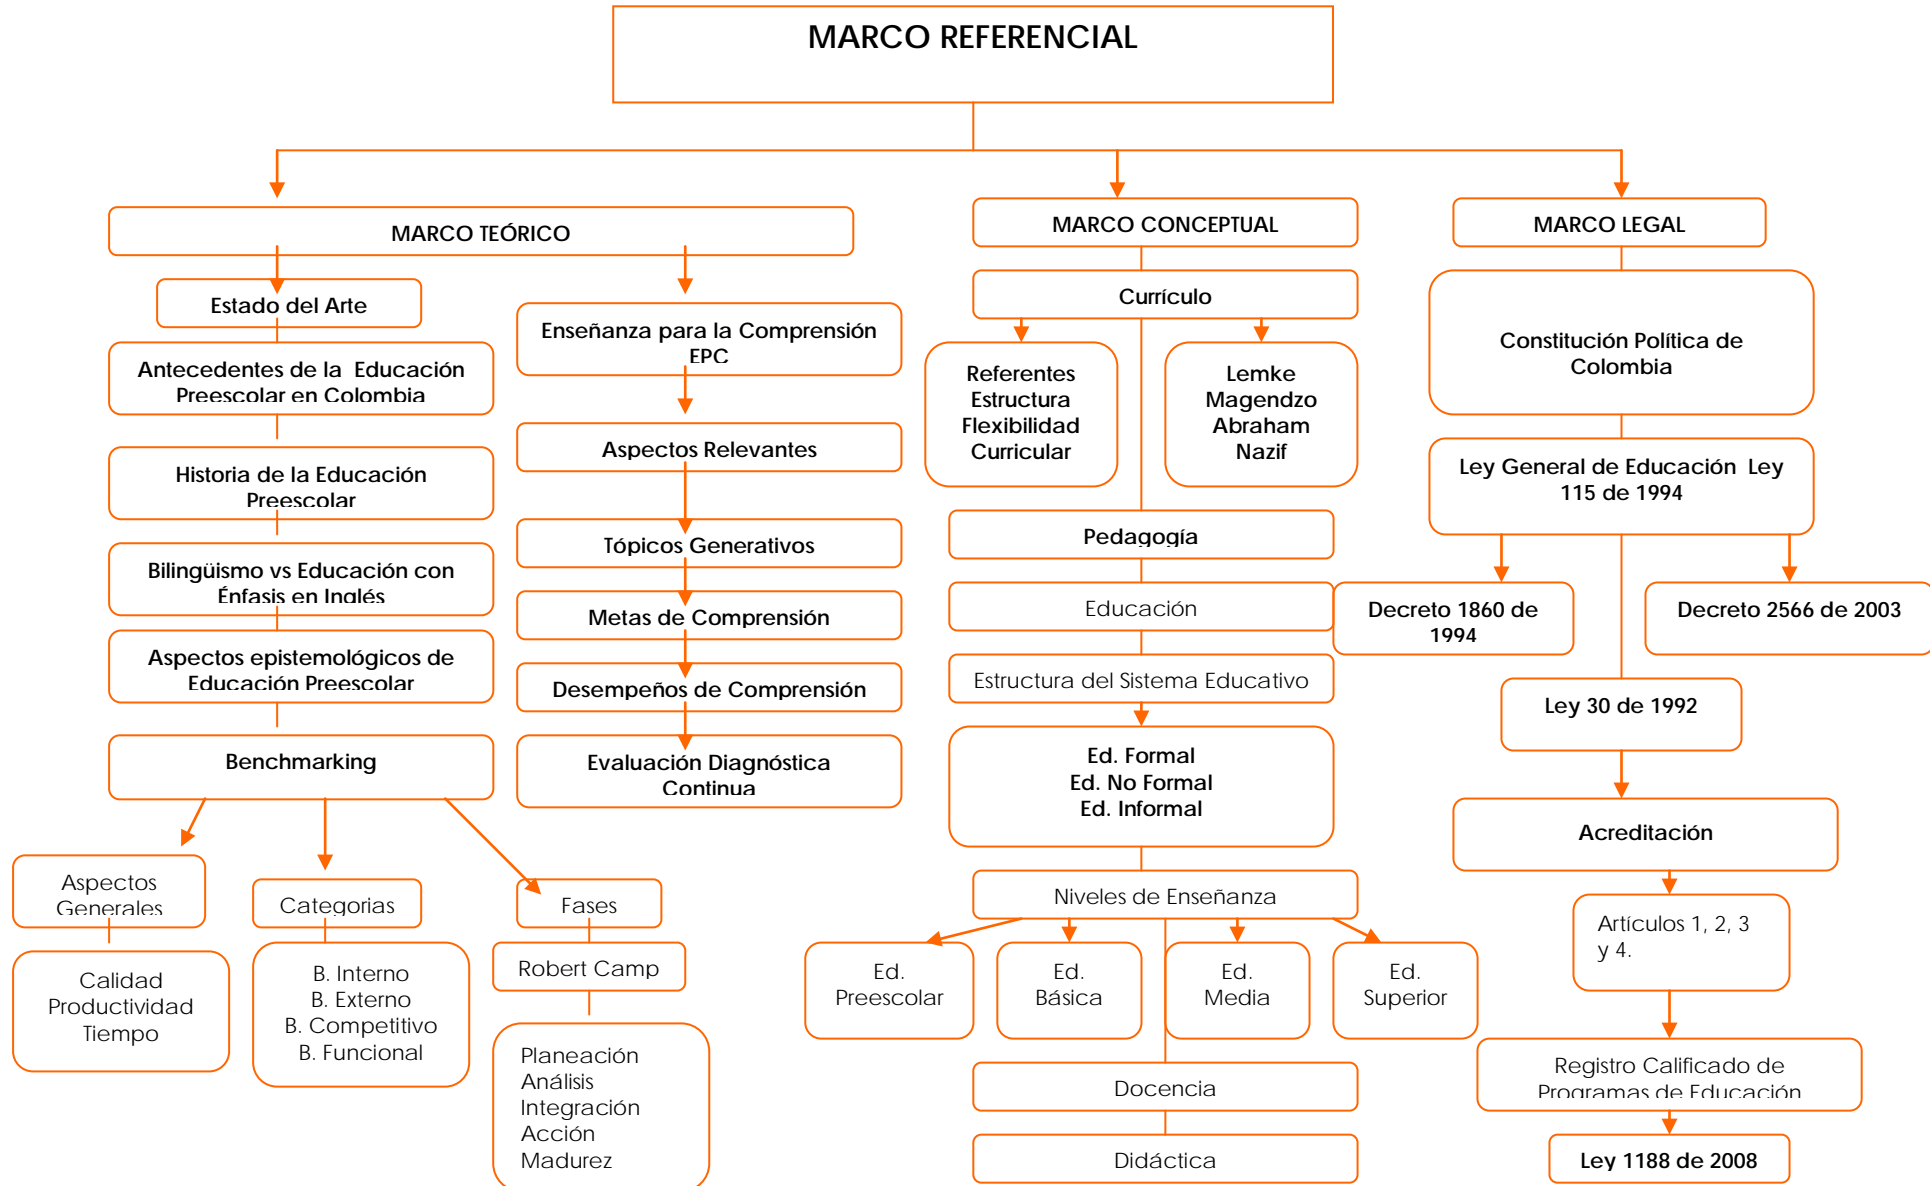 MARCO REFERENCIAL
MARCO TEÓRICO
Estado del Arte
Antecedentes de la Educación
Preescolar en Colombia
Historia de la Educación
Preescolar
Bilingüismo vs Educación con
Énfasis en Inglés
Aspectos epistemológicos de
Educación Preescolar
Benchmarking
Aspectos
Generales
Calidad
Productividad
Tiempo
Categorias
B. Interno
B. Externo
B. Competitivo
B. Funcional
Fases
Robert Camp
Planeación
Análisis
Integración
Acción
Madurez
Enseñanza para la Comprensión
EPC
Aspectos Relevantes
Tópicos Generativos
Metas de Comprensión
Desempeños de Comprensión
Evaluación Diagnóstica
Continua
MARCO CONCEPTUAL
Currículo
Referentes
Estructura
Flexibilidad
Curricular
Lemke
Magendzo
Abraham
Nazif
Pedagogía
Educación
Estructura del Sistema Educativo
Ed. Formal
Ed. No Formal
Ed. Informal
Niveles de Enseñanza
Ed.
Preescolar
Ed.
Básica
Ed.
Media
Ed.
Superior
Docencia
Didáctica
MARCO LEGAL
Constitución Política de
Colombia
Ley General de Educación Ley
115 de 1994
Decreto 1860 de
1994
Decreto 2566 de 2003
Ley 30 de 1992
Acreditación
Artículos 1, 2, 3
y 4.
Registro Calificado de
Programas de Educación
Ley 1188 de 2008